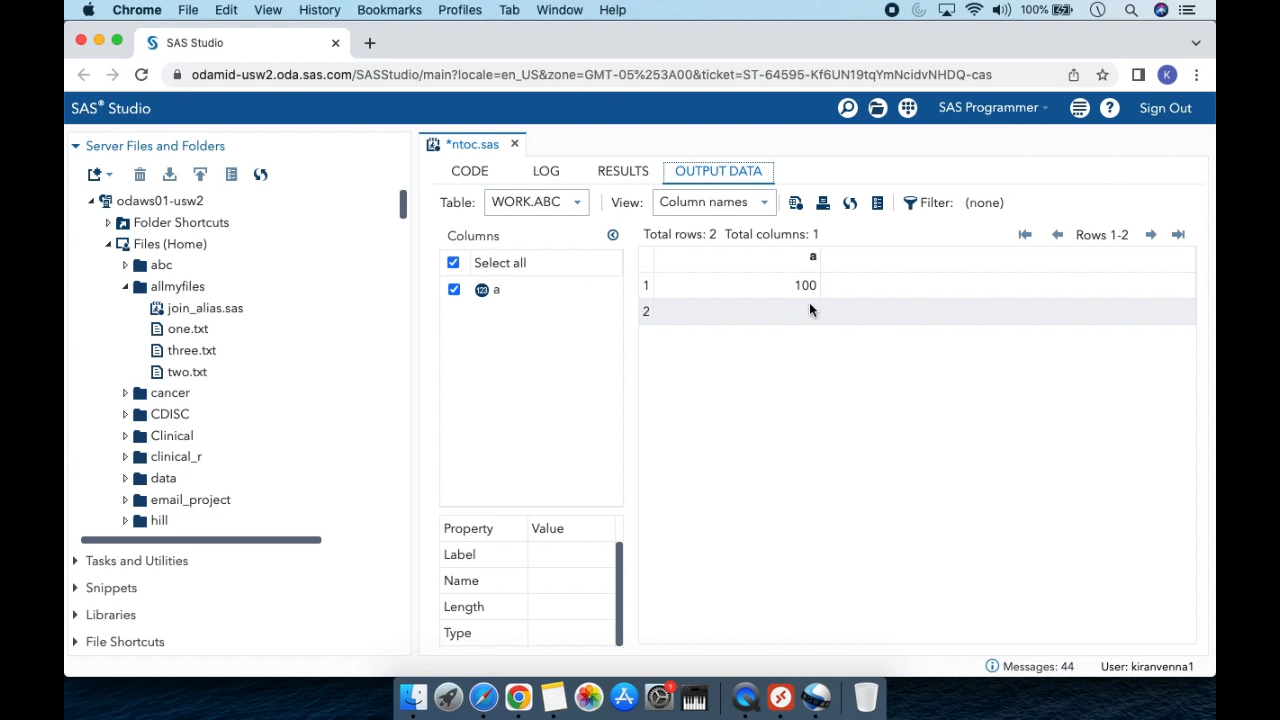 Chrome File Edit View History Bookmarks Profiles Tab Window Help 100%
SAS Studio
odamid-usw2.oda.sas.com/SASStudio/main?locale=en_US&zone=GMT-05%253A00&ticket=ST-64595-Kf6UN19tqYmNcidvNHDQ-cas K
SAS® Studio SAS Programmer Sign Out
Server Files and Folders
*ntoc.sas
CODE LOG RESULTS OUTPUT DATA
Table: WORK.ABC View: Column names Filter: (none)
odaws01-usw2
Folder Shortcuts
Files (Home)
abc
allmyfiles
join_alias.sas
one.txt
three.txt
two.txt
cancer
CDISC
Clinical
clinical_r
data
email_project
hill
Tasks and Utilities
Snippets
Libraries
File Shortcuts
Columns
Select all
123 a
Property Value
Label
Name
Length
Type
Total rows: 2 Total columns: 1 Rows 1-2
a
1 100
2
Messages: 44 User: kiranvenna1
1